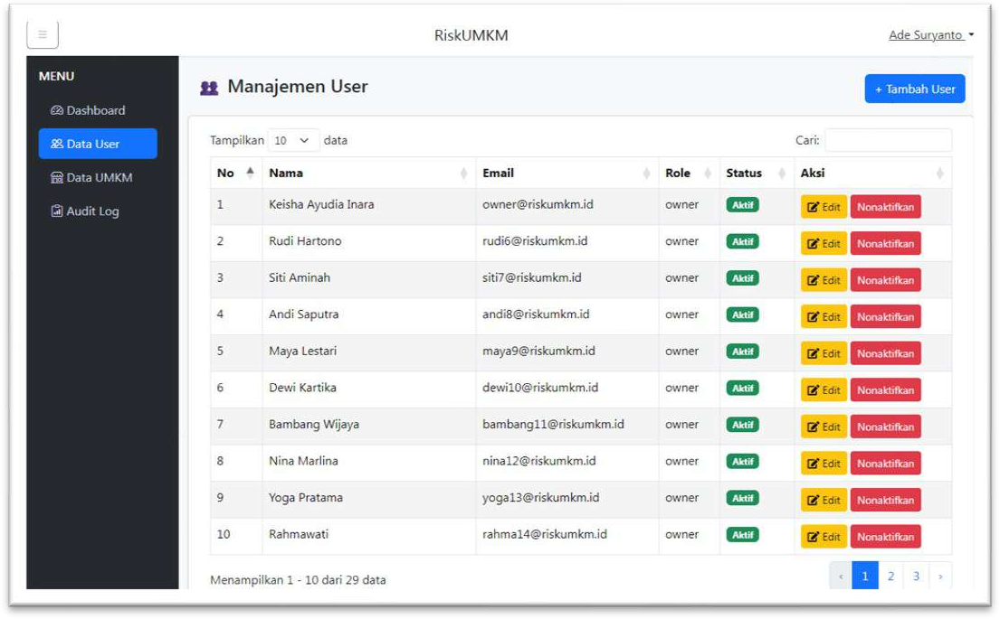 RiskUMKM
Ade Suryanto
MENU
Dashboard
Data User
Data UMKM
Audit Log
Manajemen User
+ Tambah User
Tampilkan 10 data
Cari:
No Nama Email Role Status Aksi
1 Keisha Ayudia Inara owner@riskumkm.id owner Aktif Edit Nonaktifkan
2 Rudi Hartono rudi6@riskumkm.id owner Aktif Edit Nonaktifkan
3 Siti Aminah siti7@riskumkm.id owner Aktif Edit Nonaktifkan
4 Andi Saputra andi8@riskumkm.id owner Aktif Edit Nonaktifkan
5 Maya Lestari maya9@riskumkm.id owner Aktif Edit Nonaktifkan
6 Dewi Kartika dewi10@riskumkm.id owner Aktif Edit Nonaktifkan
7 Bambang Wijaya bambang11@riskumkm.id owner Aktif Edit Nonaktifkan
8 Nina Marlina nina12@riskumkm.id owner Aktif Edit Nonaktifkan
9 Yoga Pratama yoga13@riskumkm.id owner Aktif Edit Nonaktifkan
10 Rahmawati rahma14@riskumkm.id owner Aktif Edit Nonaktifkan
Menampilkan 1 - 10 dari 29 data
‹ 1 2 3 ›